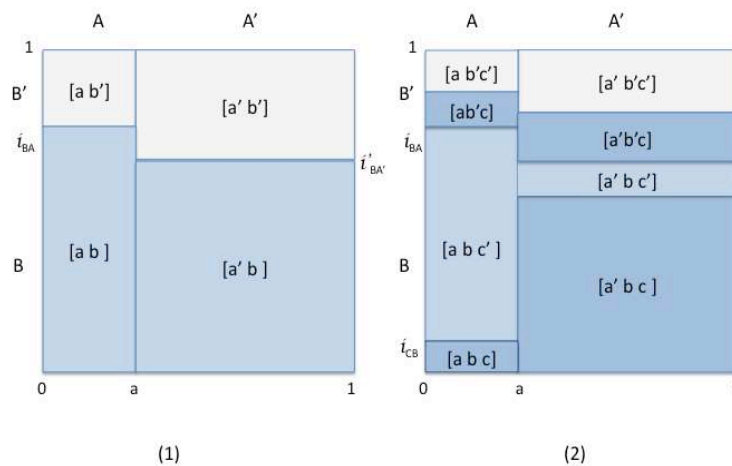 A A′ A A′
1 1
B′ [a b′] [a′ b′] B′ [a b′c′] [a′ b′c′]
[ab′c] [a′b′c]
i_BA i′_BA′ i_BA
[a′ b c′]
B [a b ] [a′ b ] B [a b c′ ] [a′ b c ]
i_CB [a b c]
0 a 1 0 a
(1) (2)